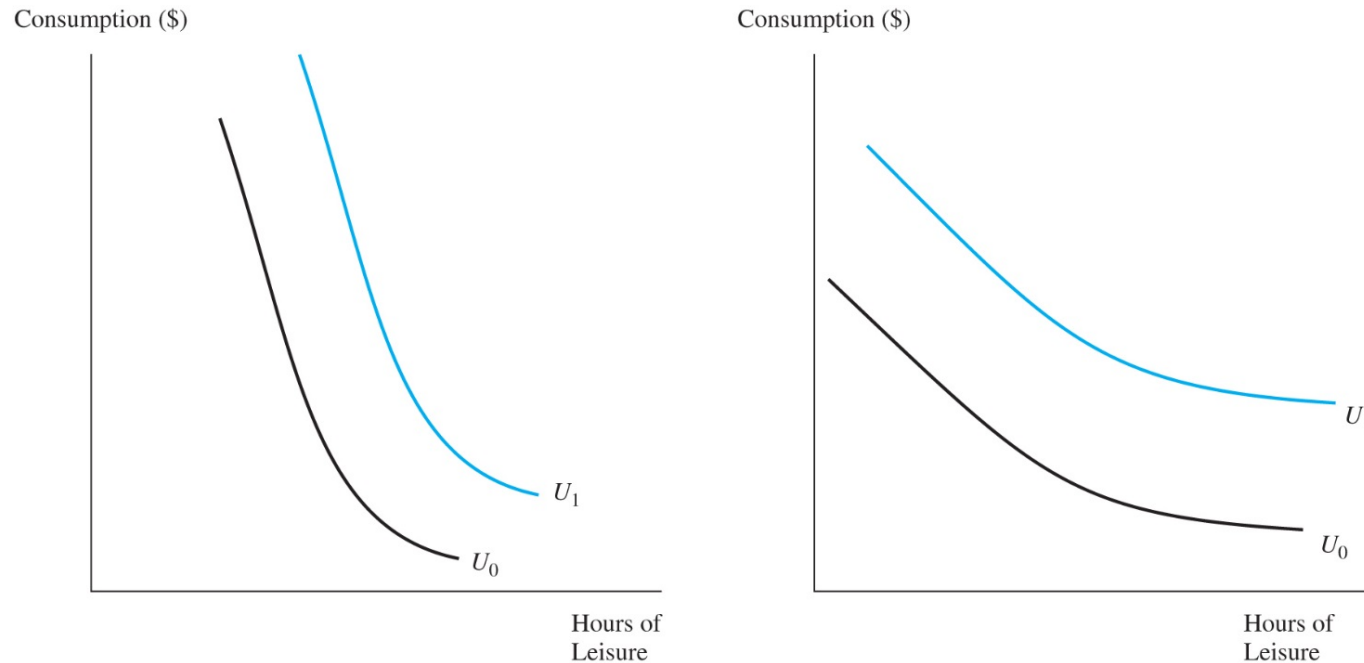 Consumption ($)
U₁
U₀
Hours of
Leisure
Consumption ($)
U
U₀
Hours of
Leisure